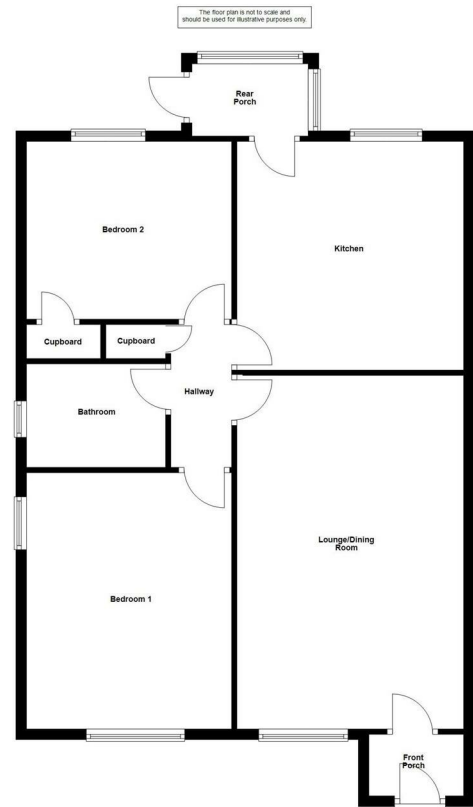 The floor plan is not to scale and
should be used for illustrative purposes only.
Rear
Porch
Bedroom 2
Kitchen
Cupboard
Cupboard
Hallway
Bathroom
Lounge/Dining
Room
Bedroom 1
Front
Porch